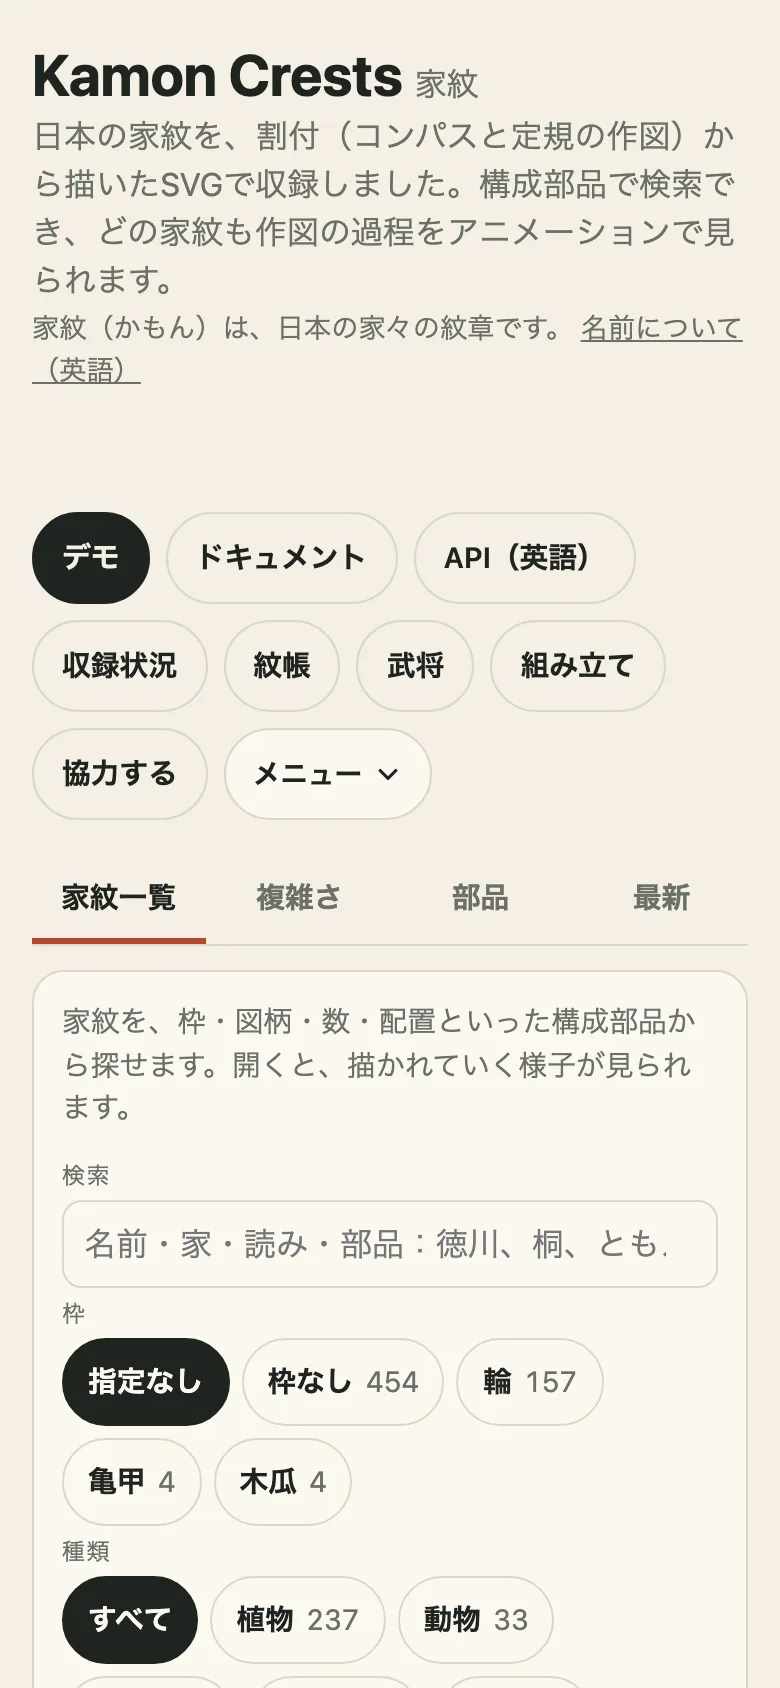 Kamon Crests 家紋
日本の家紋を、割付（コンパスと定規の作図）か
ら描いたSVGで収録しました。構成部品で検索で
き、どの家紋も作図の過程をアニメーションで見
られます。
家紋（かもん）は、日本の家々の紋章です。 名前について
（英語）
デモ ドキュメント API（英語）
収録状況 紋帳 武将 組み立て
協力する メニュー
家紋一覧 複雑さ 部品 最新
家紋を、枠・図柄・数・配置といった構成部品か
ら探せます。開くと、描かれていく様子が見られ
ます。
検索
名前・家・読み・部品：徳川、桐、とも
枠
指定なし 枠なし 454 輪 157
亀甲 4 木瓜 4
種類
すべて 植物 237 動物 33